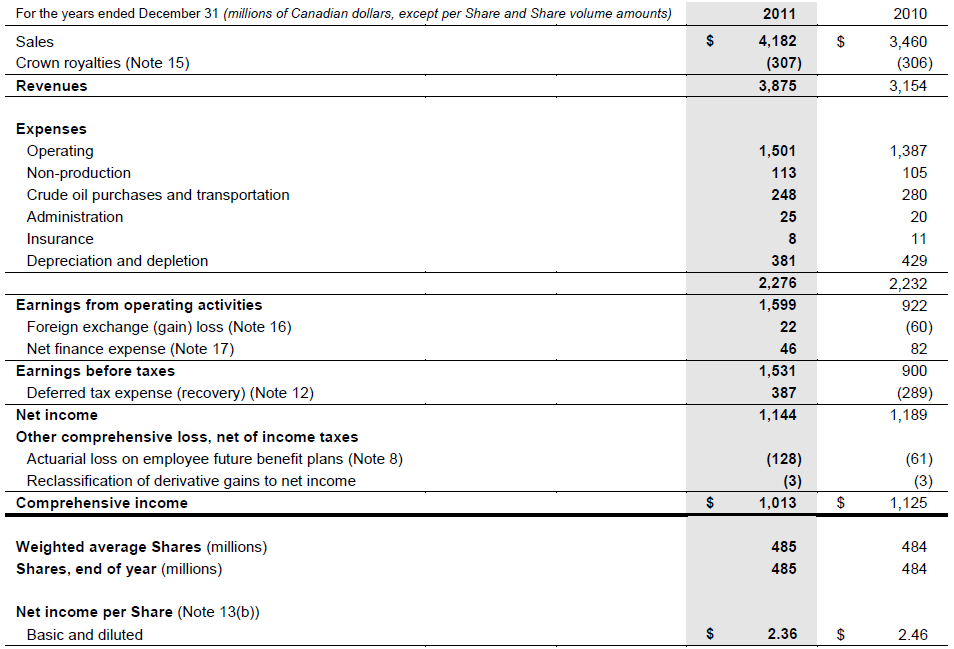 For the years ended December 31 (millions of Canadian dollars, except per Share and Share volume amounts) 2011 2010
Sales $ 4,182 $ 3,460
Crown royalties (Note 15) (307) (306)
Revenues 3,875 3,154
Expenses
Operating 1,501 1,387
Non-production 113 105
Crude oil purchases and transportation 248 280
Administration 25 20
Insurance 8 11
Depreciation and depletion 381 429
2,276 2,232
Earnings from operating activities 1,599 922
Foreign exchange (gain) loss (Note 16) 22 (60)
Net finance expense (Note 17) 46 82
Earnings before taxes 1,531 900
Deferred tax expense (recovery) (Note 12) 387 (289)
Net income 1,144 1,189
Other comprehensive loss, net of income taxes
Actuarial loss on employee future benefit plans (Note 8) (128) (61)
Reclassification of derivative gains to net income (3) (3)
Comprehensive income $ 1,013 $ 1,125
Weighted average Shares (millions) 485 484
Shares, end of year (millions) 485 484
Net income per Share (Note 13(b))
Basic and diluted $ 2.36 $ 2.46